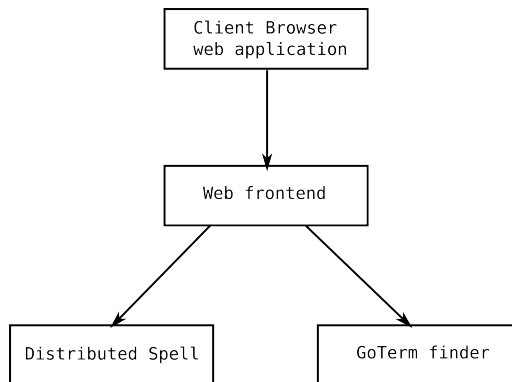 Client Browser
web application
Web frontend
Distributed Spell
GoTerm finder